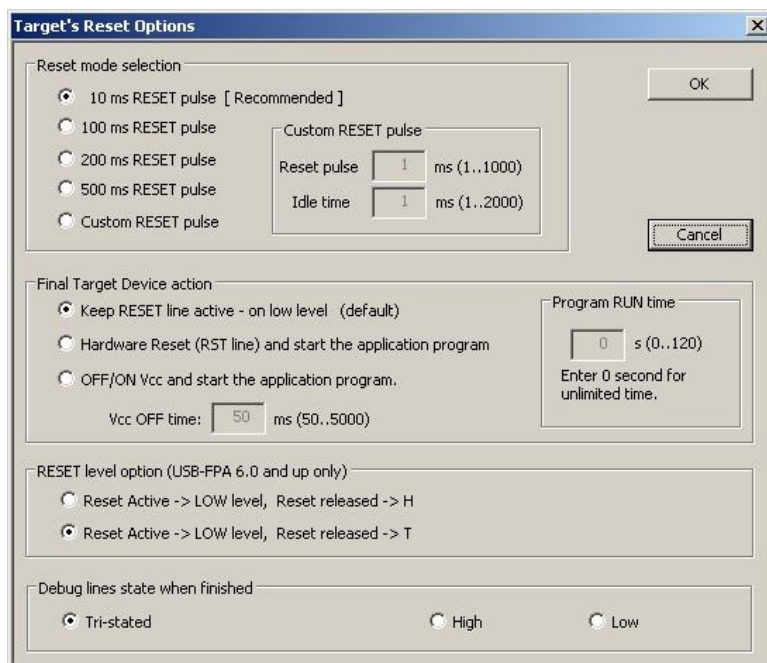 Target's Reset Options
Reset mode selection
10 ms RESET pulse [ Recommended ]
100 ms RESET pulse
200 ms RESET pulse
500 ms RESET pulse
Custom RESET pulse
Custom RESET pulse
Reset pulse 1 ms (1..1000)
Idle time 1 ms (1..2000)
OK
Cancel
Final Target Device action
Keep RESET line active - on low level (default)
Hardware Reset (RST line) and start the application program
OFF/ON Vcc and start the application program.
Vcc OFF time: 50 ms (50..5000)
Program RUN time
0 s (0..120)
Enter 0 second for
unlimited time.
RESET level option (USB-FPA 6.0 and up only)
Reset Active -> LOW level, Reset released -> H
Reset Active -> LOW level, Reset released -> T
Debug lines state when finished
Tri-stated High Low